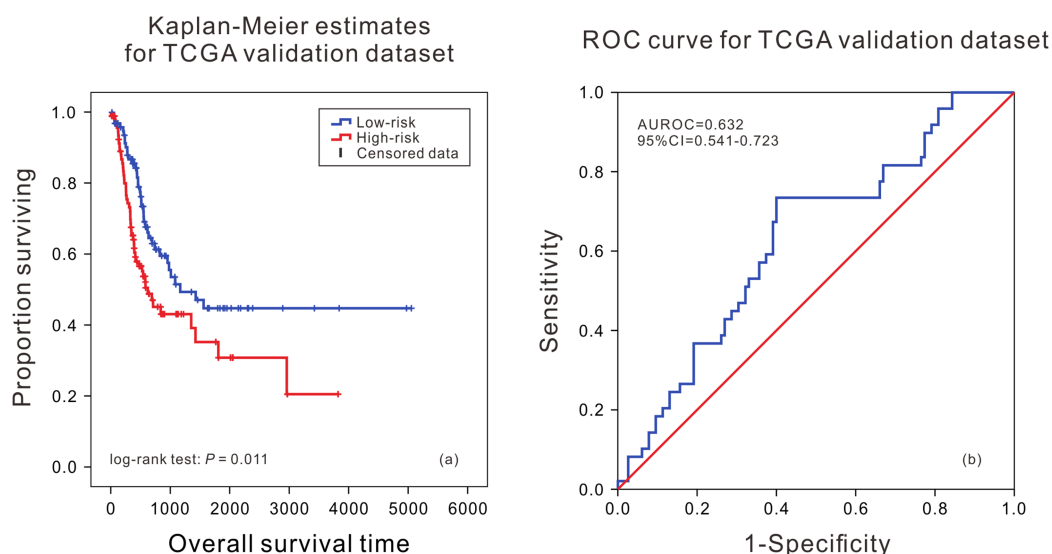 Kaplan-Meier estimates
for TCGA validation dataset
Proportion surviving
1.0
0.8
0.6
0.4
0.2
0.0
Low-risk
High-risk
Censored data
log-rank test: P = 0.011
(a)
0
1000
2000
3000
4000
5000
6000
Overall survival time
ROC curve for TCGA validation dataset
Sensitivity
1.0
0.8
0.6
0.4
0.2
0.0
AUROC=0.632
95%CI=0.541-0.723
(b)
0.0
0.2
0.4
0.6
0.8
1.0
1-Specificity